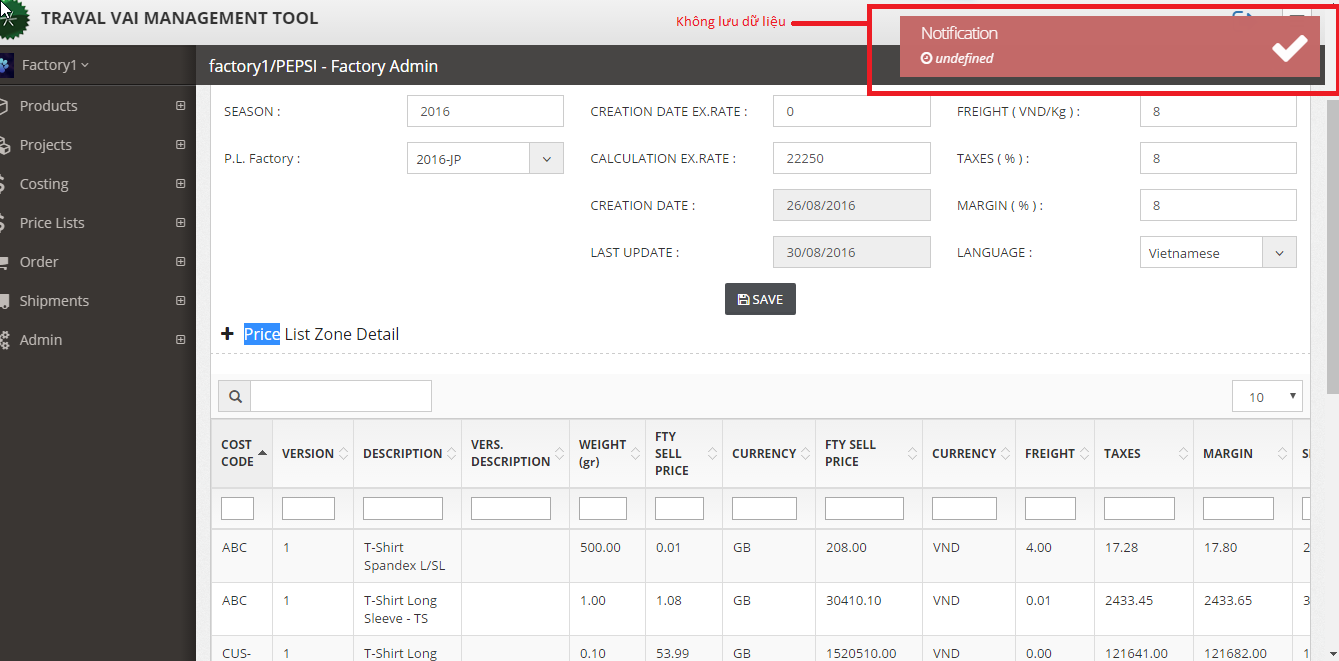 TRAVAL VAI MANAGEMENT TOOL
Không lưu dữ liệu
Notification
undefined
Factory1
factory1/PEPSI - Factory Admin
Products
Projects
Costing
Price Lists
Order
Shipments
Admin
SEASON : 2016 CREATION DATE EX.RATE : 0 FREIGHT ( VND/Kg ) : 8
P.L. Factory : 2016-JP CALCULATION EX.RATE : 22250 TAXES ( % ) : 8
CREATION DATE : 26/08/2016 MARGIN ( % ) : 8
LAST UPDATE : 30/08/2016 LANGUAGE : Vietnamese
SAVE
Price List Zone Detail
10
COST CODE VERSION DESCRIPTION VERS. DESCRIPTION WEIGHT (gr) FTY SELL PRICE CURRENCY FTY SELL PRICE CURRENCY FREIGHT TAXES MARGIN
ABC 1 T-Shirt Spandex L/SL 500.00 0.01 GB 208.00 VND 4.00 17.28 17.80 2
ABC 1 T-Shirt Long Sleeve - TS 1.00 1.08 GB 30410.10 VND 0.01 2433.45 2433.65 3
CUS- 1 T-Shirt Long 0.10 53.99 GB 1520510.00 VND 0.00 121641.00 121682.00 1